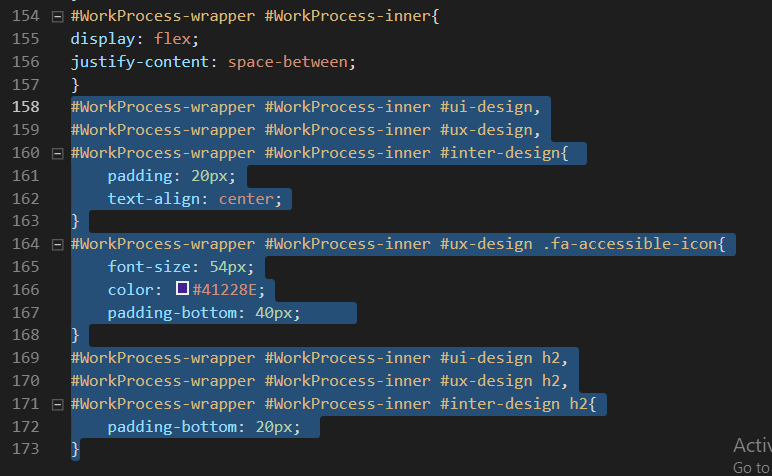 154 #WorkProcess-wrapper #WorkProcess-inner{
155 display: flex;
156 justify-content: space-between;
157 }
158 #WorkProcess-wrapper #WorkProcess-inner #ui-design,
159 #WorkProcess-wrapper #WorkProcess-inner #ux-design,
160 #WorkProcess-wrapper #WorkProcess-inner #inter-design{
161     padding: 20px;
162     text-align: center;
163 }
164 #WorkProcess-wrapper #WorkProcess-inner #ux-design .fa-accessible-icon{
165     font-size: 54px;
166     color: #41228E;
167     padding-bottom: 40px;
168 }
169 #WorkProcess-wrapper #WorkProcess-inner #ui-design h2,
170 #WorkProcess-wrapper #WorkProcess-inner #ux-design h2,
171 #WorkProcess-wrapper #WorkProcess-inner #inter-design h2{
172     padding-bottom: 20px;
173 }
Go to